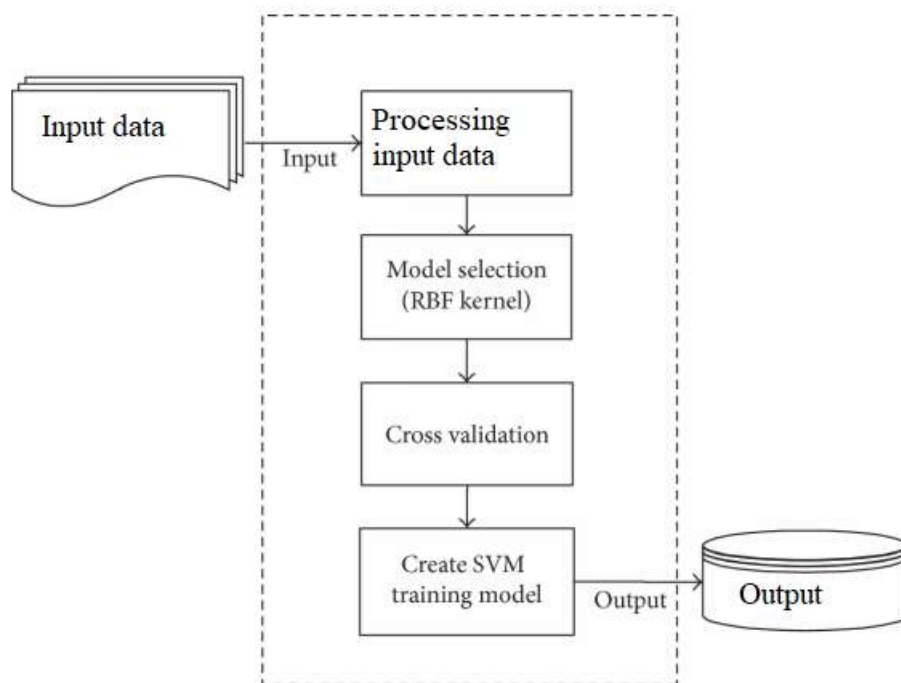 Input data
Input
Processing
input data
Model selection
(RBF kernel)
Cross validation
Create SVM
training model
Output
Output